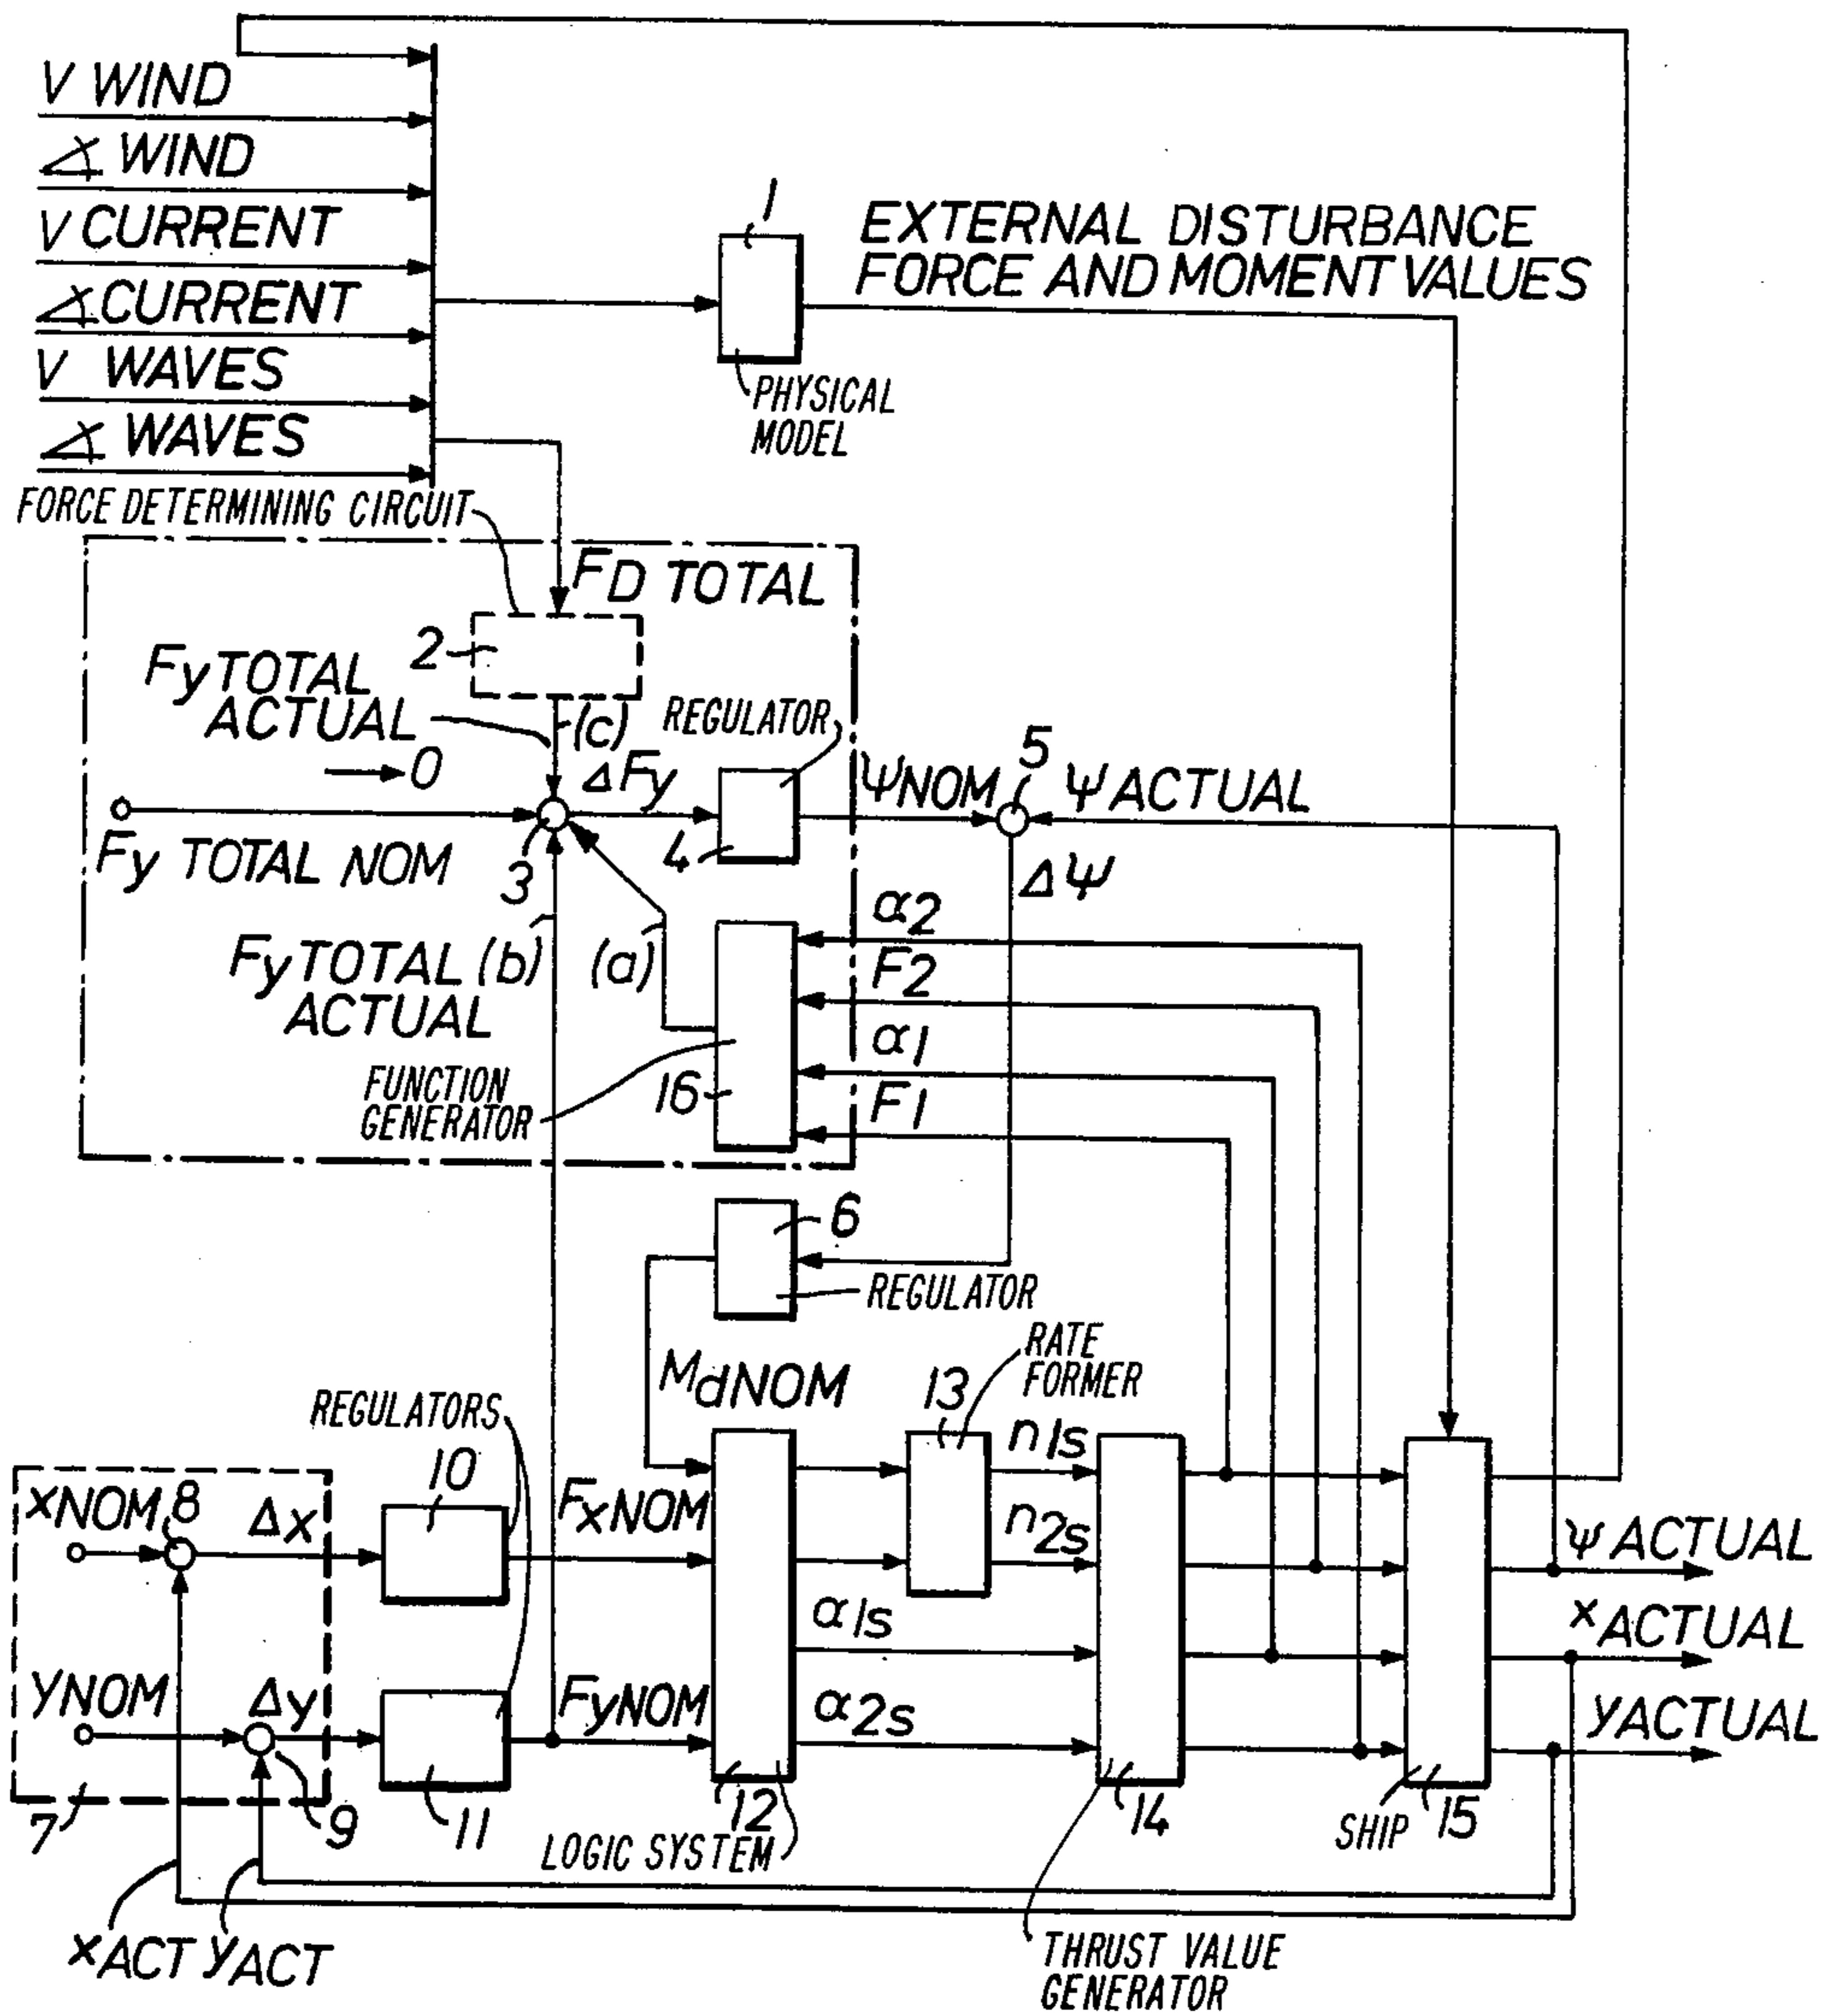 V WIND
∡ WIND
V CURRENT
∡ CURRENT
V WAVES
∡ WAVES
1
EXTERNAL DISTURBANCE
FORCE AND MOMENT VALUES
PHYSICAL
MODEL
FORCE DETERMINING CIRCUIT
FD TOTAL
2
Fy TOTAL
ACTUAL
→ 0
(c)
REGULATOR
ΔFy
4
Fy TOTAL NOM
3
ψNOM
5
ψ ACTUAL
Δψ
Fy TOTAL (b)
ACTUAL
(a)
α2
F2
α1
F1
FUNCTION
GENERATOR
16
6
REGULATOR
MdNOM
RATE
FORMER
13
REGULATORS
10
xNOM
8
Δx
FxNOM
n1s
n2s
ψ ACTUAL
α1s
xACTUAL
yNOM
Δy
FyNOM
α2s
yACTUAL
7
9
11
12
LOGIC SYSTEM
14
SHIP
15
xACT
yACT
THRUST VALUE
GENERATOR